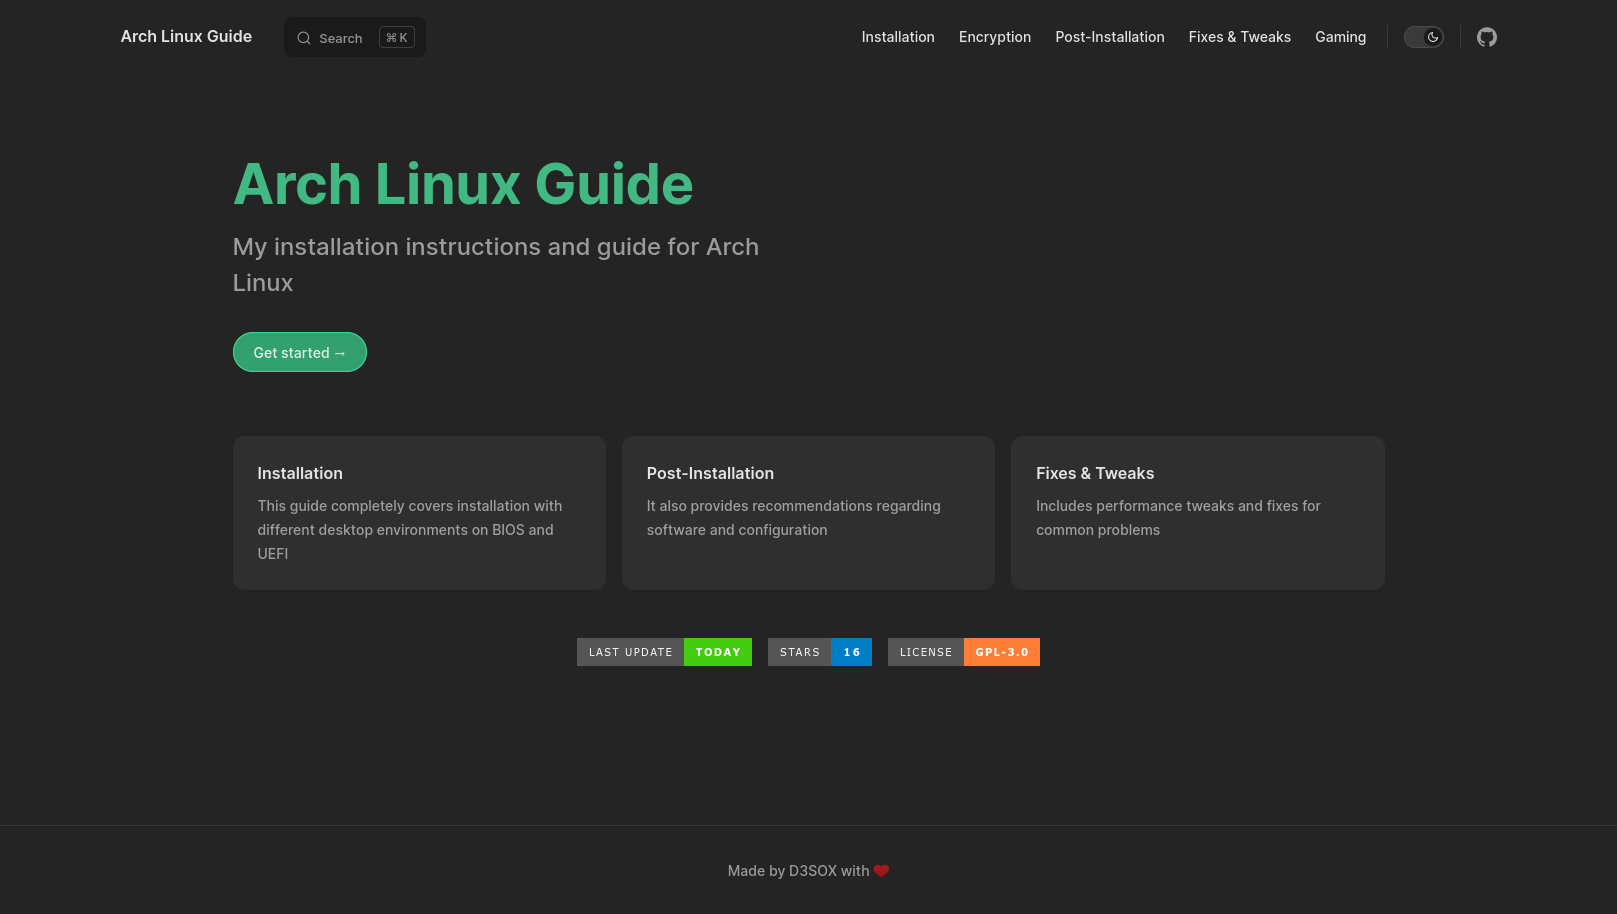 Arch Linux Guide
Search ⌘ K
Installation Encryption Post-Installation Fixes & Tweaks Gaming
Arch Linux Guide
My installation instructions and guide for Arch
Linux
Get started →
Installation
This guide completely covers installation with
different desktop environments on BIOS and
UEFI
Post-Installation
It also provides recommendations regarding
software and configuration
Fixes & Tweaks
Includes performance tweaks and fixes for
common problems
LAST UPDATE TODAY
STARS 16
LICENSE GPL-3.0
Made by D3SOX with ❤